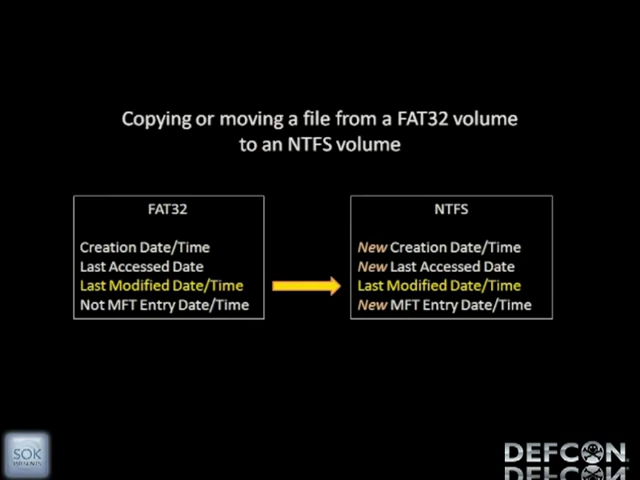 Copying or moving a file from a FAT32 volume
to an NTFS volume
FAT32
Creation Date/Time
Last Accessed Date
Last Modified Date/Time
Not MFT Entry Date/Time
NTFS
New Creation Date/Time
New Last Accessed Date
Last Modified Date/Time
New MFT Entry Date/Time
SOK
DEFCON